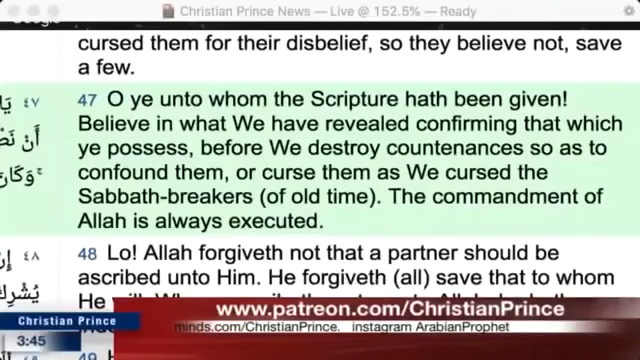 Christian Prince News — Live @ 152.5% — Ready
cursed them for their disbelief, so they believe not, save
a few.
٤٧
47 O ye unto whom the Scripture hath been given!
Believe in what We have revealed confirming that which
ye possess, before We destroy countenances so as to
confound them, or curse them as We cursed the
Sabbath-breakers (of old time). The commandment of
Allah is always executed.
٤٨
48 Lo! Allah forgiveth not that a partner should be
ascribed unto Him. He forgiveth (all) save that to whom
He
www.patreon.com/ChristianPrince
Christian Prince
minds.com/ChristianPrince. instagram ArabianProphet
3:45
49